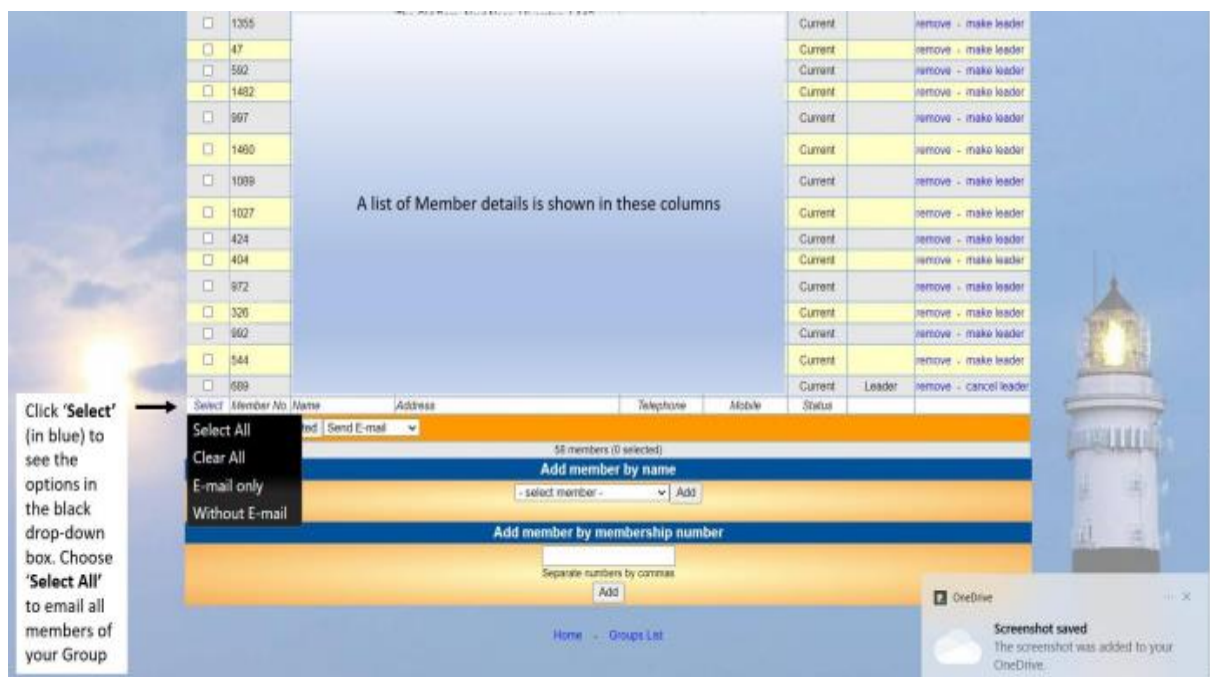 1355 Current remove - make leader
47 Current remove - make leader
592 Current remove - make leader
1482 Current remove - make leader
997 Current remove - make leader
1460 Current remove - make leader
1089 Current remove - make leader
A list of Member details is shown in these columns
1027 Current remove - make leader
424 Current remove - make leader
404 Current remove - make leader
972 Current remove - make leader
326 Current remove - make leader
992 Current remove - make leader
544 Current remove - make leader
689 Current Leader remove - cancel leader
Select Member No Name Address Telephone Mobile Status
Click ‘Select’
(in blue) to
see the
options in
the black
drop-down
box. Choose
‘Select All’
to email all
members of
your Group
Select All
Clear All
E-mail only
Without E-mail
Send E-mail
58 members (0 selected)
Add member by name
- select member - Add
Add member by membership number
Separate numbers by commas
Add
Home - Groups List
OneDrive
Screenshot saved
The screenshot was added to your
OneDrive.